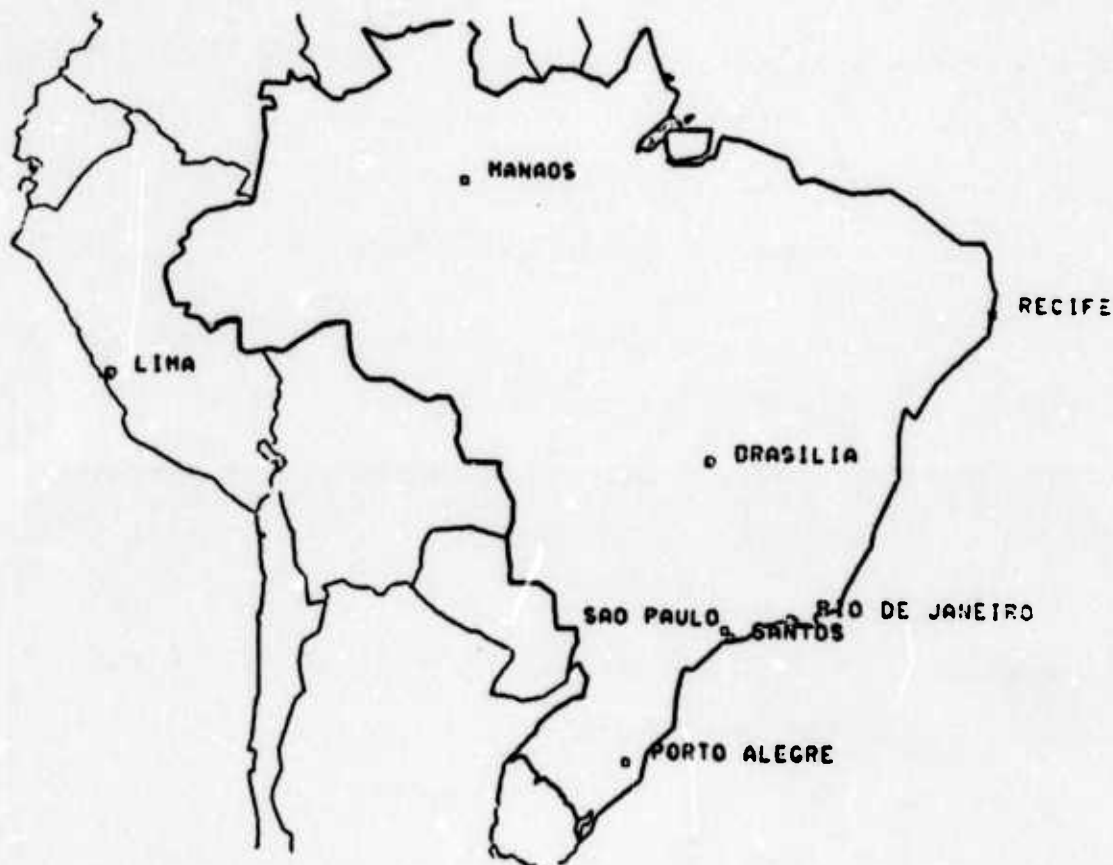 MANAOS
RECIFE
LIMA
BRASILIA
RIO DE JANEIRO
SAO PAULO
SANTOS
PORTO ALEGRE